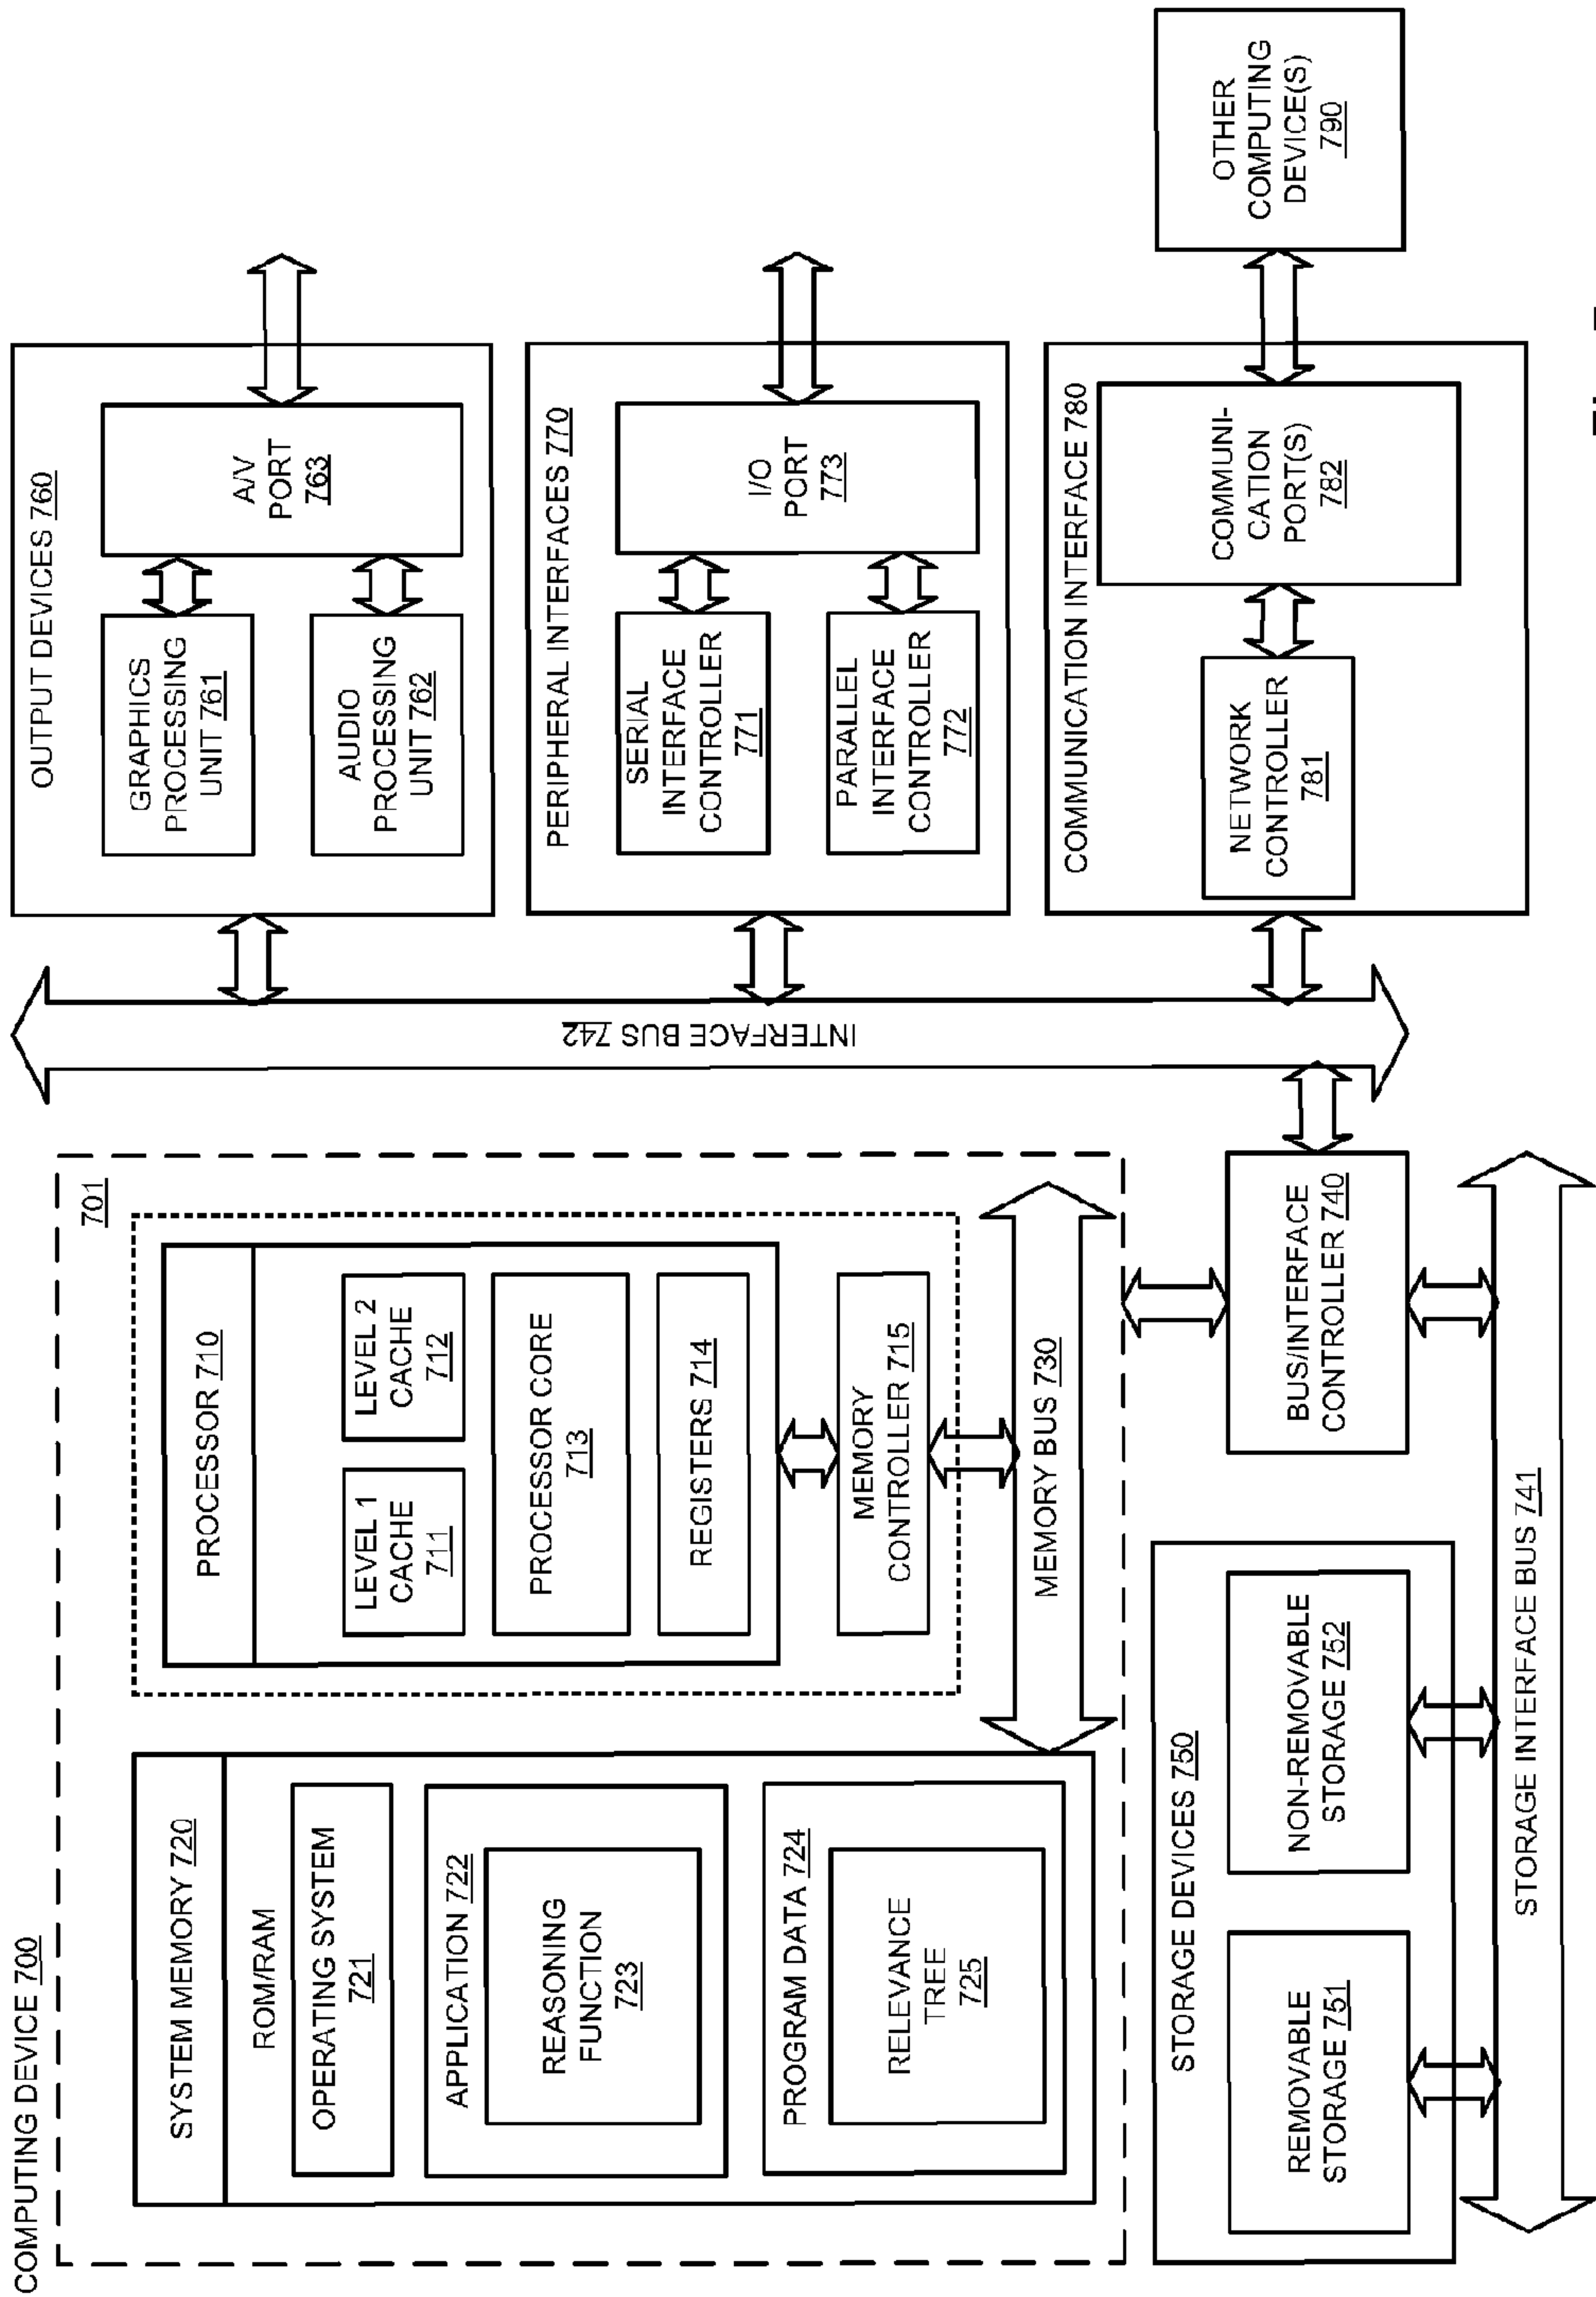 COMPUTING DEVICE 700
701
SYSTEM MEMORY 720
ROM/RAM
OPERATING SYSTEM
721
APPLICATION 722
REASONING
FUNCTION
723
PROGRAM DATA 724
RELEVANCE
TREE
725
PROCESSOR 710
LEVEL 1
CACHE
711
LEVEL 2
CACHE
712
PROCESSOR CORE
713
REGISTERS 714
MEMORY
CONTROLLER 715
MEMORY BUS 730
BUS/INTERFACE
CONTROLLER 740
STORAGE DEVICES 750
REMOVABLE
STORAGE 751
NON-REMOVABLE
STORAGE 752
STORAGE INTERFACE BUS 741
INTERFACE BUS 742
OUTPUT DEVICES 760
GRAPHICS
PROCESSING
UNIT 761
AUDIO
PROCESSING
UNIT 762
A/V
PORT
763
PERIPHERAL INTERFACES 770
SERIAL
INTERFACE
CONTROLLER
771
PARALLEL
INTERFACE
CONTROLLER
772
I/O
PORT
773
COMMUNICATION INTERFACE 780
NETWORK
CONTROLLER
781
COMMUNI-
CATION
PORT(S)
782
OTHER
COMPUTING
DEVICE(S)
790